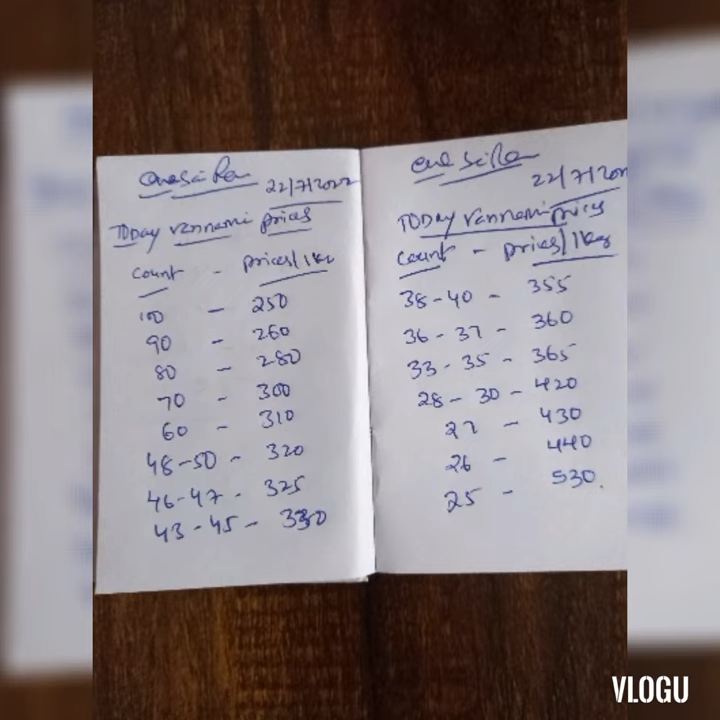 22/7/2022
TODay vannami prices
count - prices/1kg
100 - 250
90 - 260
80 - 280
70 - 300
60 - 310
48-50 - 320
46-47 - 325
43-45 - 330
22/7/202
TODay vannami prices
count - prices/1kg
38-40 - 355
36-37 - 360
33-35 - 365
28-30 - 420
27 - 430
26 - 440
25 - 530.
VLOGU